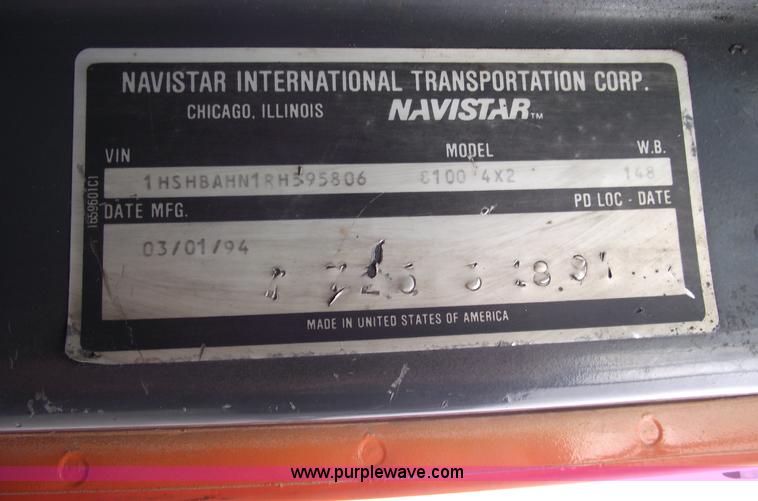 NAVISTAR INTERNATIONAL TRANSPORTATION CORP.
CHICAGO, ILLINOIS NAVISTAR TM
VIN MODEL W.B.
1HSHBAHN1RH595806 8100 4X2 148
DATE MFG. PD LOC - DATE
03/01/94
MADE IN UNITED STATES OF AMERICA
1659601C1
www.purplewave.com